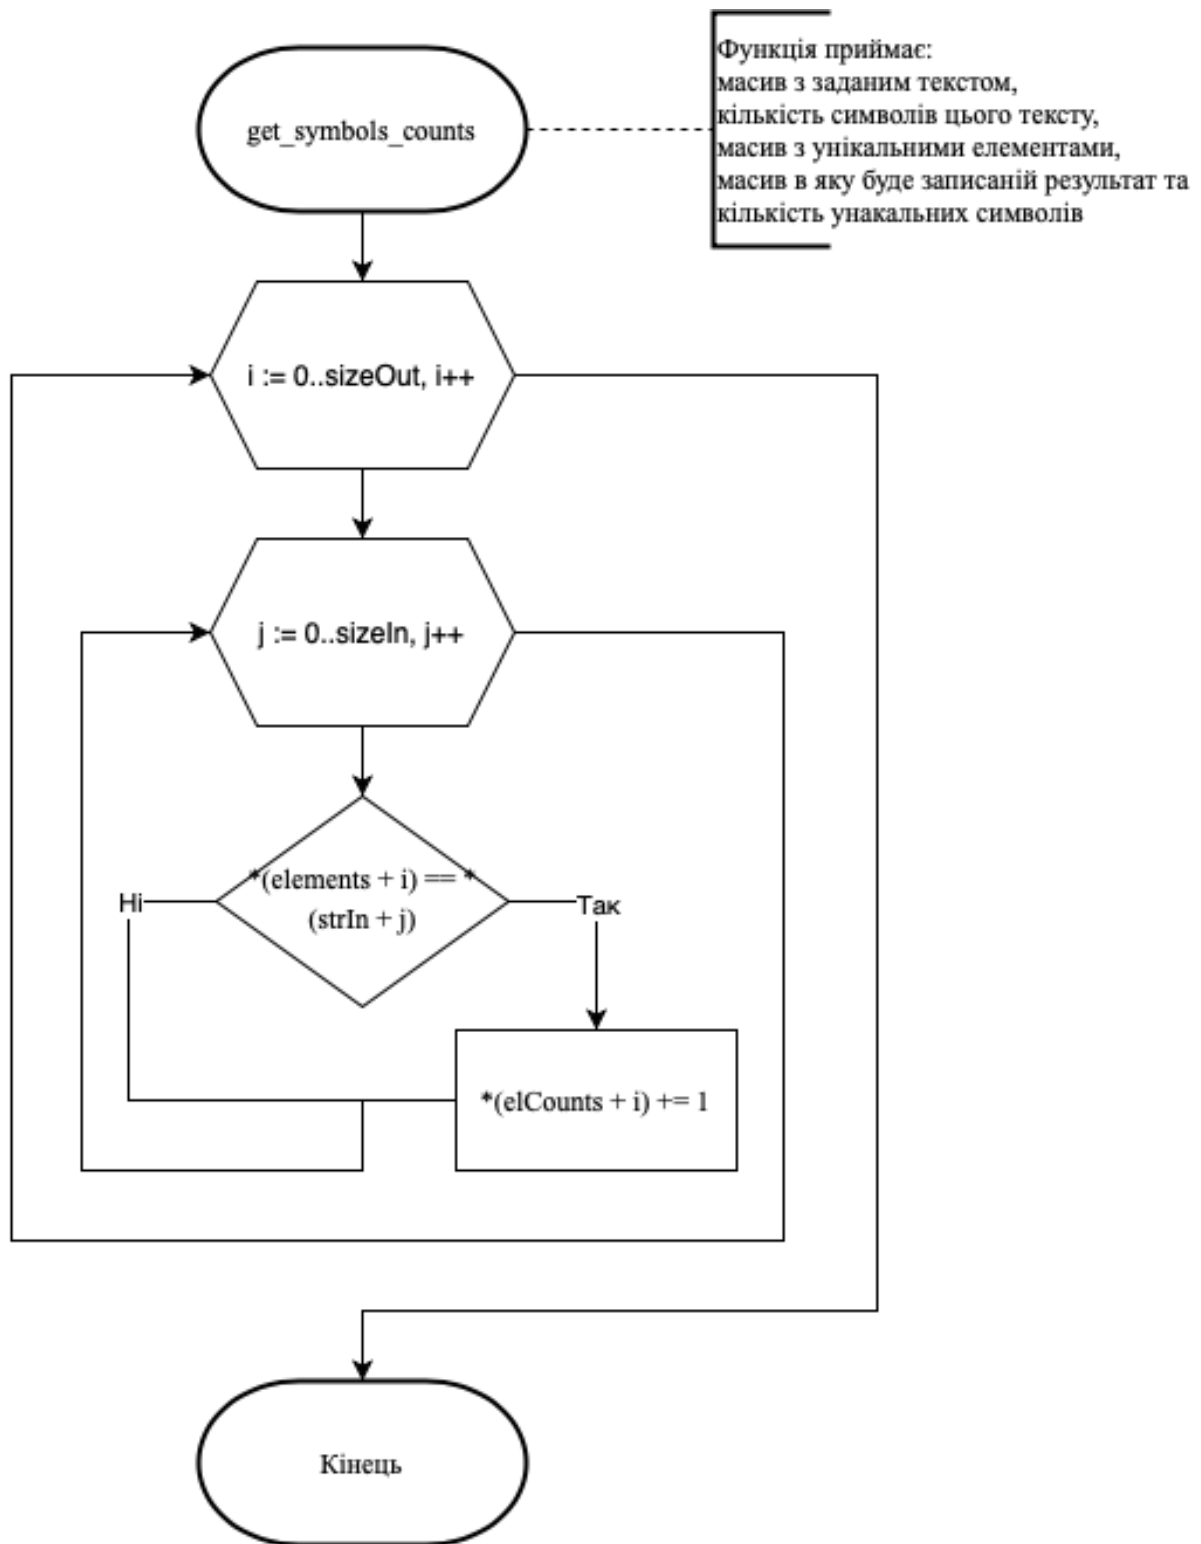 get_symbols_counts
Функція приймає:
масив з заданим текстом,
кількість символів цього тексту,
масив з унікальними елементами,
масив в яку буде записаній результат та
кількість унакальних символів
i := 0..sizeOut, i++
j := 0..sizeIn, j++
*(elements + i) == *
(strIn + j)
Ні
Так
*(elCounts + i) += 1
Кінець